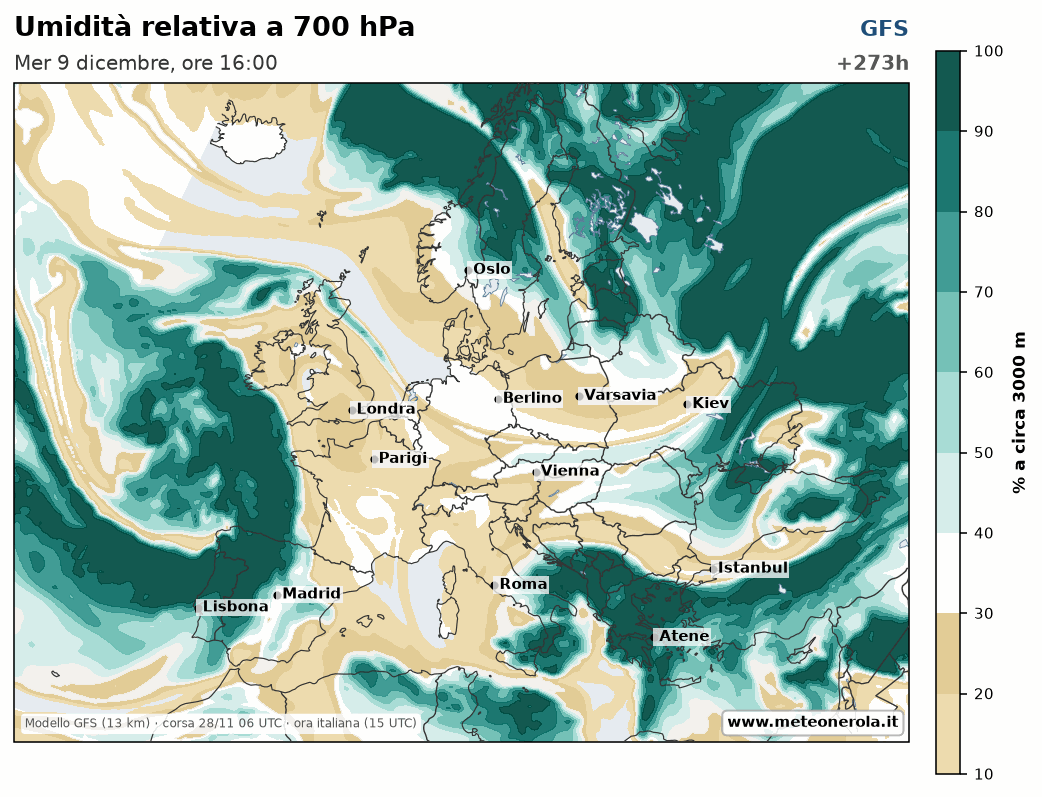 Umidità relativa a 700 hPa
GFS
Mer 9 dicembre, ore 16:00
+273h
100
90
80
70
60
50
40
30
20
10
% a circa 3000 m
Oslo
Londra
Berlino
Varsavia
Kiev
Parigi
Vienna
Istanbul
Roma
Madrid
Lisbona
Atene
Modello GFS (13 km) · corsa 28/11 06 UTC · ora italiana (15 UTC)
www.meteonerola.it